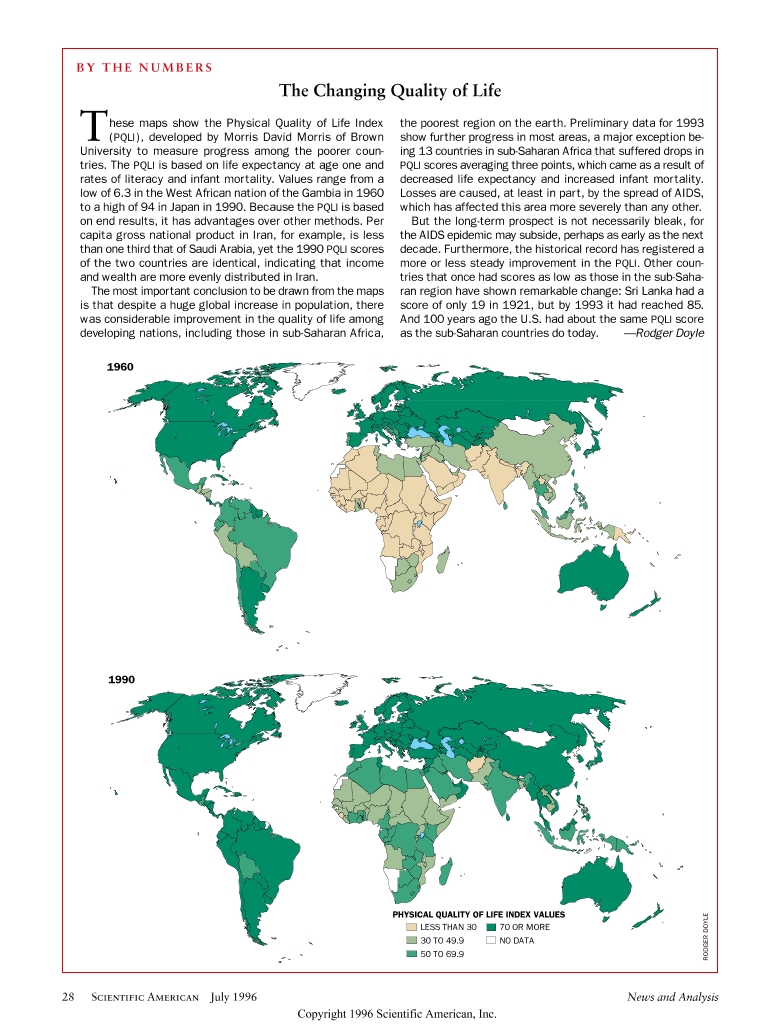 BY THE NUMBERS
The Changing Quality of Life
These maps show the Physical Quality of Life Index
(PQLI), developed by Morris David Morris of Brown
University to measure progress among the poorer coun-
tries. The PQLI is based on life expectancy at age one and
rates of literacy and infant mortality. Values range from a
low of 6.3 in the West African nation of the Gambia in 1960
to a high of 94 in Japan in 1990. Because the PQLI is based
on end results, it has advantages over other methods. Per
capita gross national product in Iran, for example, is less
than one third that of Saudi Arabia, yet the 1990 PQLI scores
of the two countries are identical, indicating that income
and wealth are more evenly distributed in Iran.
The most important conclusion to be drawn from the maps
is that despite a huge global increase in population, there
was considerable improvement in the quality of life among
developing nations, including those in sub-Saharan Africa,
the poorest region on the earth. Preliminary data for 1993
show further progress in most areas, a major exception be-
ing 13 countries in sub-Saharan Africa that suffered drops in
PQLI scores averaging three points, which came as a result of
decreased life expectancy and increased infant mortality.
Losses are caused, at least in part, by the spread of AIDS,
which has affected this area more severely than any other.
But the long-term prospect is not necessarily bleak, for
the AIDS epidemic may subside, perhaps as early as the next
decade. Furthermore, the historical record has registered a
more or less steady improvement in the PQLI. Other coun-
tries that once had scores as low as those in the sub-Saha-
ran region have shown remarkable change: Sri Lanka had a
score of only 19 in 1921, but by 1993 it had reached 85.
And 100 years ago the U.S. had about the same PQLI score
as the sub-Saharan countries do today. —Rodger Doyle
1960
1990
PHYSICAL QUALITY OF LIFE INDEX VALUES
LESS THAN 30
70 OR MORE
30 TO 49.9
NO DATA
50 TO 69.9
RODGER DOYLE
28 SCIENTIFIC AMERICAN July 1996
News and Analysis
Copyright 1996 Scientific American, Inc.